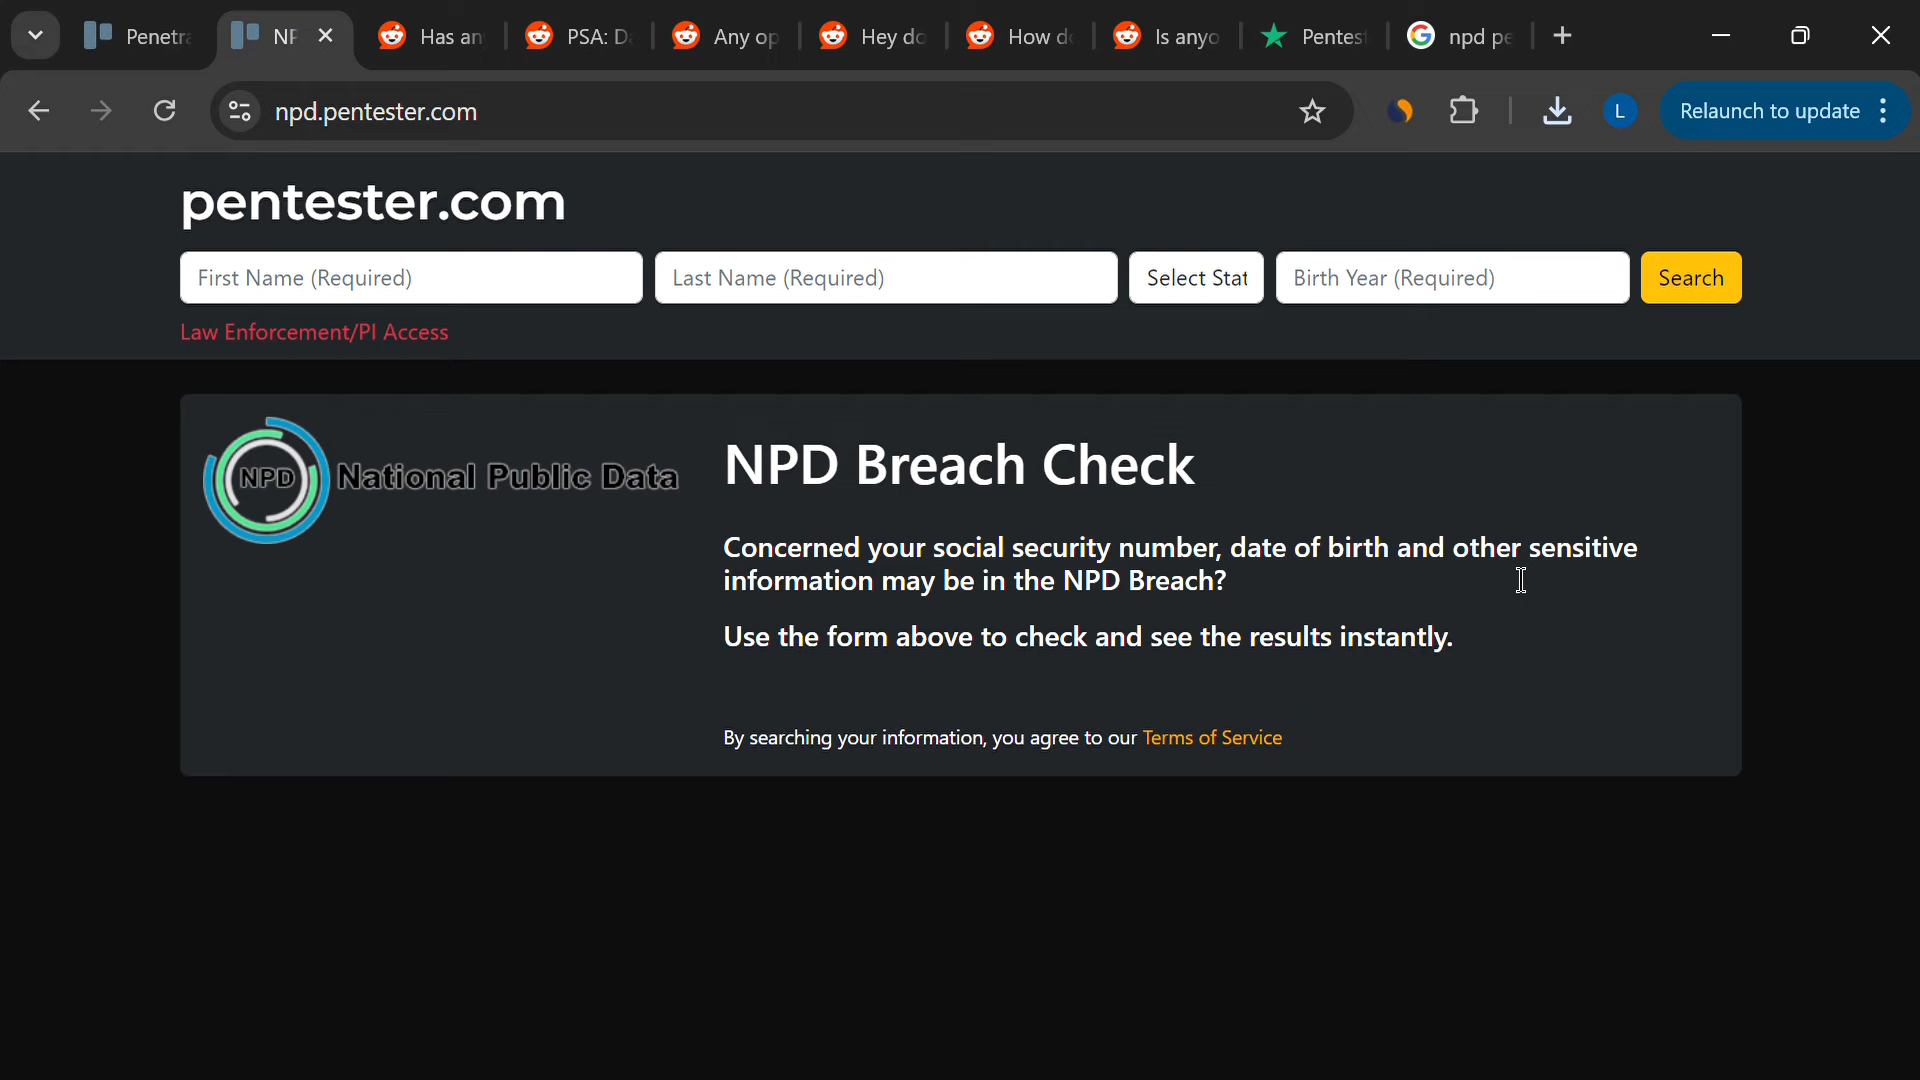 Penetra
NP
Has an
PSA: D
Any op
Hey do
How do
Is anyo
Pentes
npd pe
npd.pentester.com
L
Relaunch to update
pentester.com
First Name (Required)
Last Name (Required)
Select Stat
Birth Year (Required)
Search
Law Enforcement/PI Access
NPD
National Public Data
NPD Breach Check
Concerned your social security number, date of birth and other sensitive
information may be in the NPD Breach?
Use the form above to check and see the results instantly.
By searching your information, you agree to our Terms of Service